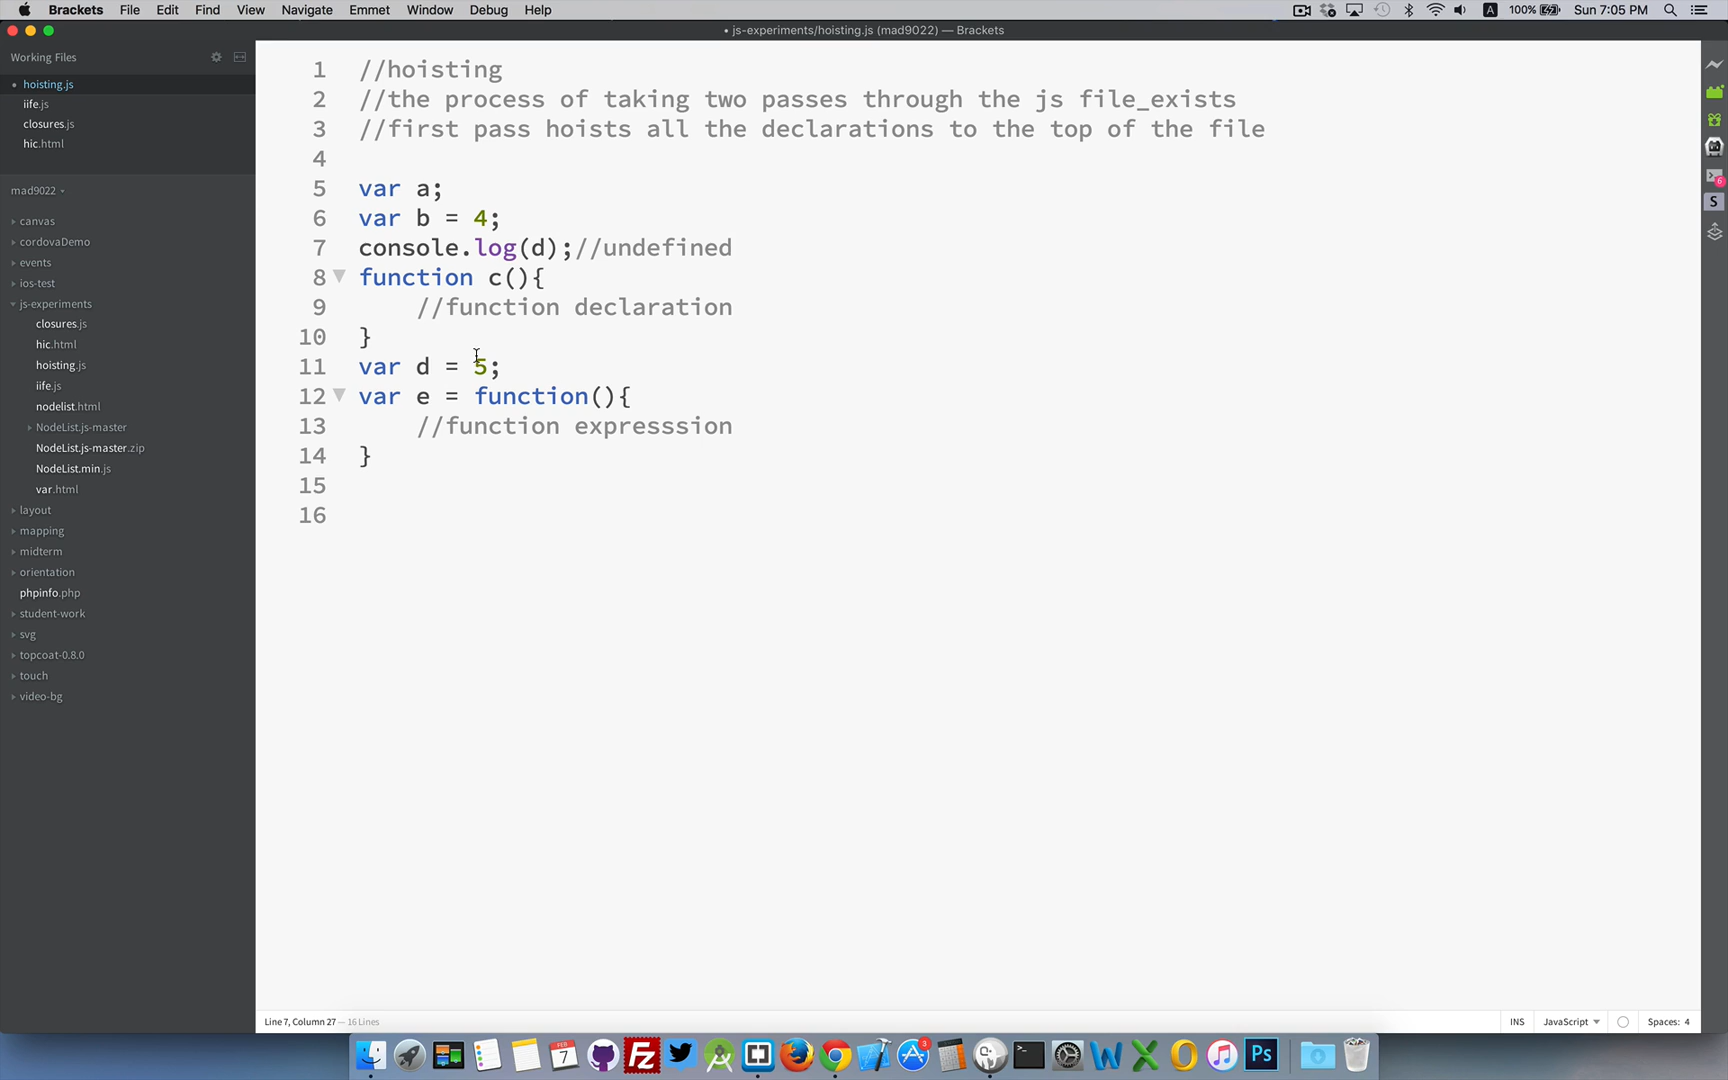 Brackets File Edit Find View Navigate Emmet Window Debug Help
A 100% Sun 7:05 PM
• js-experiments/hoisting.js (mad9022) — Brackets
Working Files
hoisting.js
iife.js
closures.js
hic.html
mad9022
canvas
cordovaDemo
events
ios-test
js-experiments
closures.js
hic.html
hoisting.js
iife.js
nodelist.html
NodeList.js-master
NodeList.js-master.zip
NodeList.min.js
var.html
layout
mapping
midterm
orientation
phpinfo.php
student-work
svg
topcoat-0.8.0
touch
video-bg
1 //hoisting
2 //the process of taking two passes through the js file_exists
3 //first pass hoists all the declarations to the top of the file
4
5 var a;
6 var b = 4;
7 console.log(d);//undefined
8 function c(){
9 //function declaration
10 }
11 var d = 5;
12 var e = function(){
13 //function expresssion
14 }
15
16
6
S
Line 7, Column 27 — 16 Lines
INS JavaScript Spaces: 4
FEB
7
Fz
3
>_
W
X
O
Ps